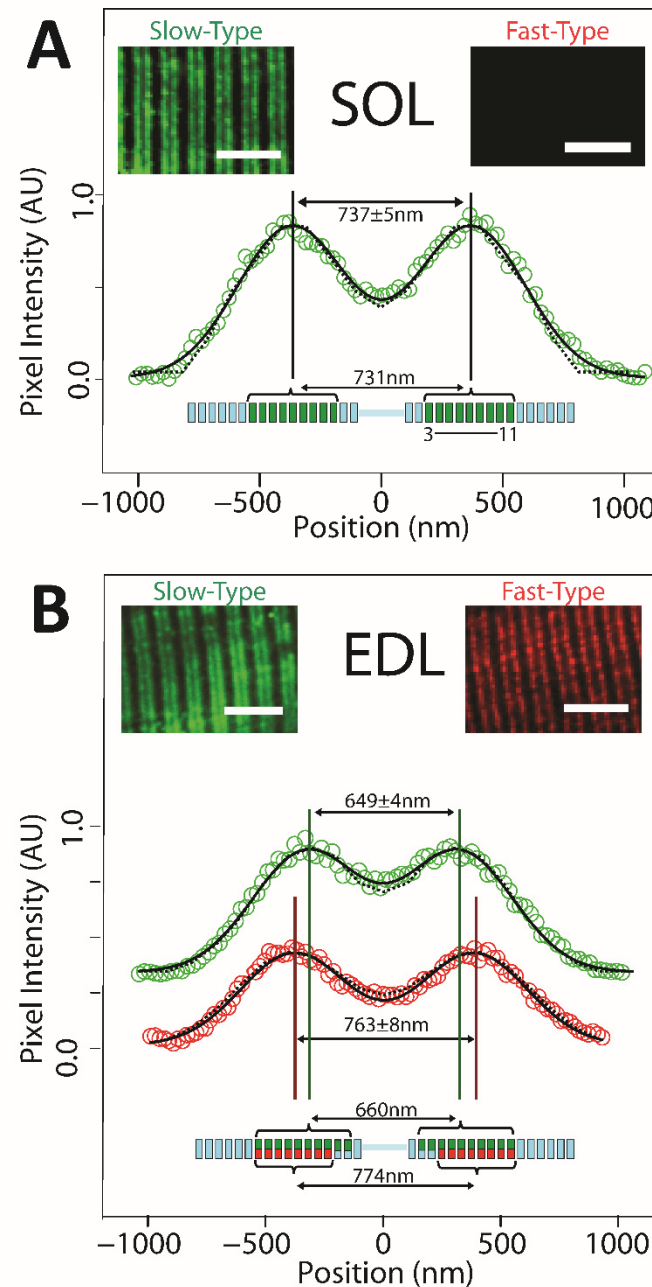 A
Slow-Type
Fast-Type
SOL
1.0
737±5nm
Pixel Intensity (AU)
0.0
731nm
3 11
−1000 −500 0 500 1000
Position (nm)
B
Slow-Type
Fast-Type
EDL
649±4nm
1.0
Pixel Intensity (AU)
763±8nm
0.0
660nm
774nm
-1000 −500 0 500 1000
Position (nm)